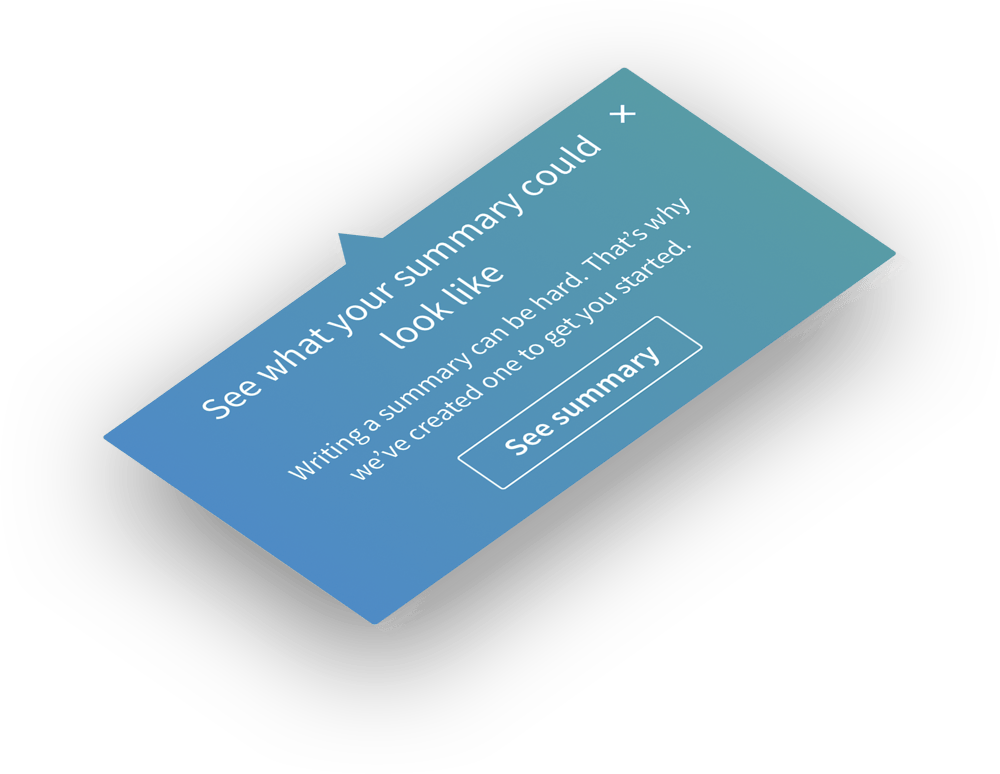 See what your summary could
look like
Writing a summary can be hard. That's why
we've created one to get you started.
See summary